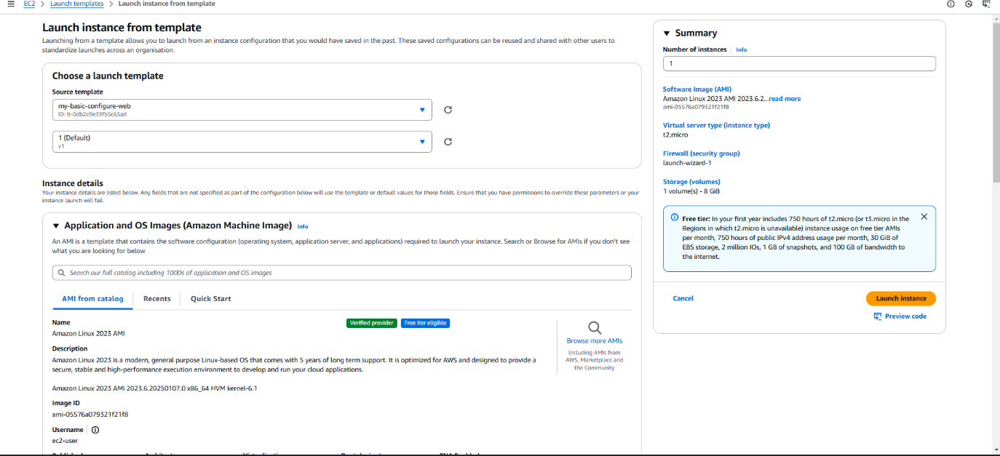 EC2 > Launch templates > Launch instance from template
Launch instance from template
Launching from a template allows you to launch from an instance configuration that you would have saved in the past. These saved configurations can be reused and shared with other users to
standardize launches across an organisation.
Choose a launch template
Source template
my-basic-configure-web
ID: lt-0db2e9e39fb5c65ad
1 (Default)
v1
Instance details
Your instance details are listed below. Any fields that are not specified as part of the configuration below will use the template or default values for those fields. Ensure that you have permissions to override these parameters or your
instance launch will fail.
Application and OS Images (Amazon Machine Image) Info
An AMI is a template that contains the software configuration (operating system, application server, and applications) required to launch your instance. Search or Browse for AMIs if you don't see
what you are looking for below
Search our full catalog including 1000s of application and OS images
AMI from catalog Recents Quick Start
Name
Amazon Linux 2023 AMI
Verified provider Free tier eligible
Description
Amazon Linux 2023 is a modern, general purpose Linux-based OS that comes with 5 years of long term support. It is optimized for AWS and designed to provide a
secure, stable and high-performance execution environment to develop and run your cloud applications.
Amazon Linux 2023 AMI 2023.6.20250107.0 x86_64 HVM kernel-6.1
Image ID
ami-05576a079321f21f8
Username
ec2-user
Browse more AMIs
Including AMIs from
AWS, Marketplace and
the Community
Summary
Number of instances Info
1
Software Image (AMI)
Amazon Linux 2023 AMI 2023.6.2...read more
ami-05576a079321f21f8
Virtual server type (instance type)
t2.micro
Firewall (security group)
launch-wizard-1
Storage (volumes)
1 volume(s) - 8 GiB
Free tier: In your first year includes 750 hours of t2.micro (or t3.micro in the
Regions in which t2.micro is unavailable) instance usage on free tier AMIs
per month, 750 hours of public IPv4 address usage per month, 30 GiB of
EBS storage, 2 million IOs, 1 GB of snapshots, and 100 GB of bandwidth to
the internet.
Cancel
Launch instance
Preview code